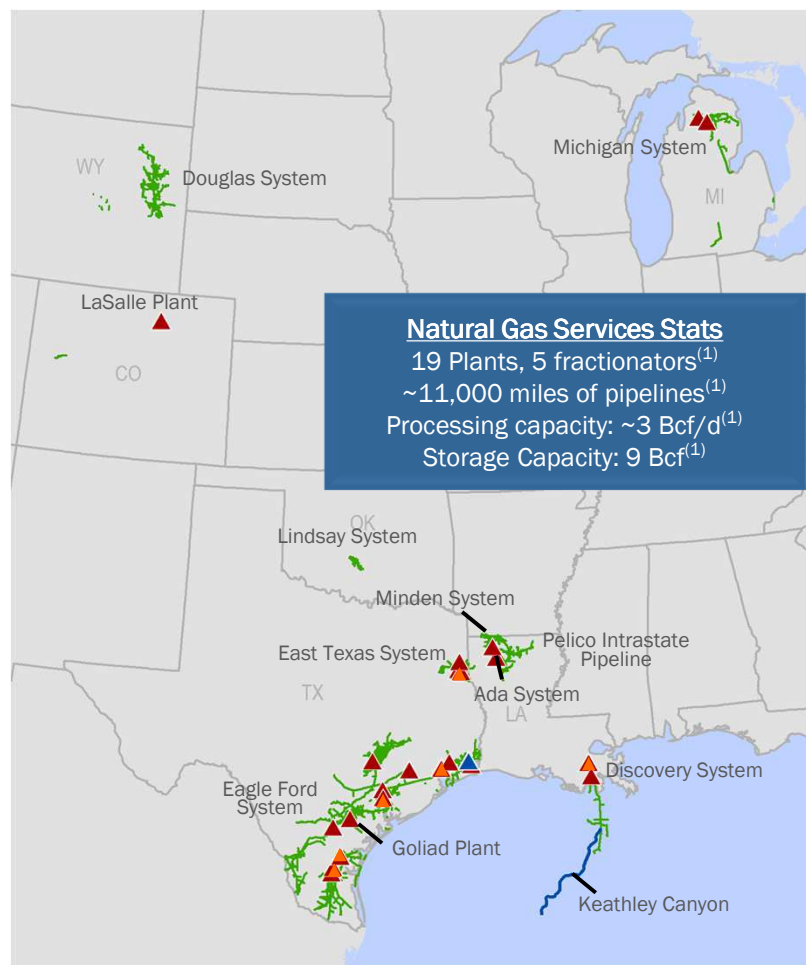 Michigan System
WY
Douglas System
MI
LaSalle Plant
CO
Natural Gas Services Stats
19 Plants, 5 fractionators(1)
~11,000 miles of pipelines(1)
Processing capacity: ~3 Bcf/d(1)
Storage Capacity: 9 Bcf(1)
OK
Lindsay System
Minden System
Pelico Intrastate
Pipeline
East Texas System
Ada System
TX
LA
Discovery System
Eagle Ford
System
Goliad Plant
Keathley Canyon